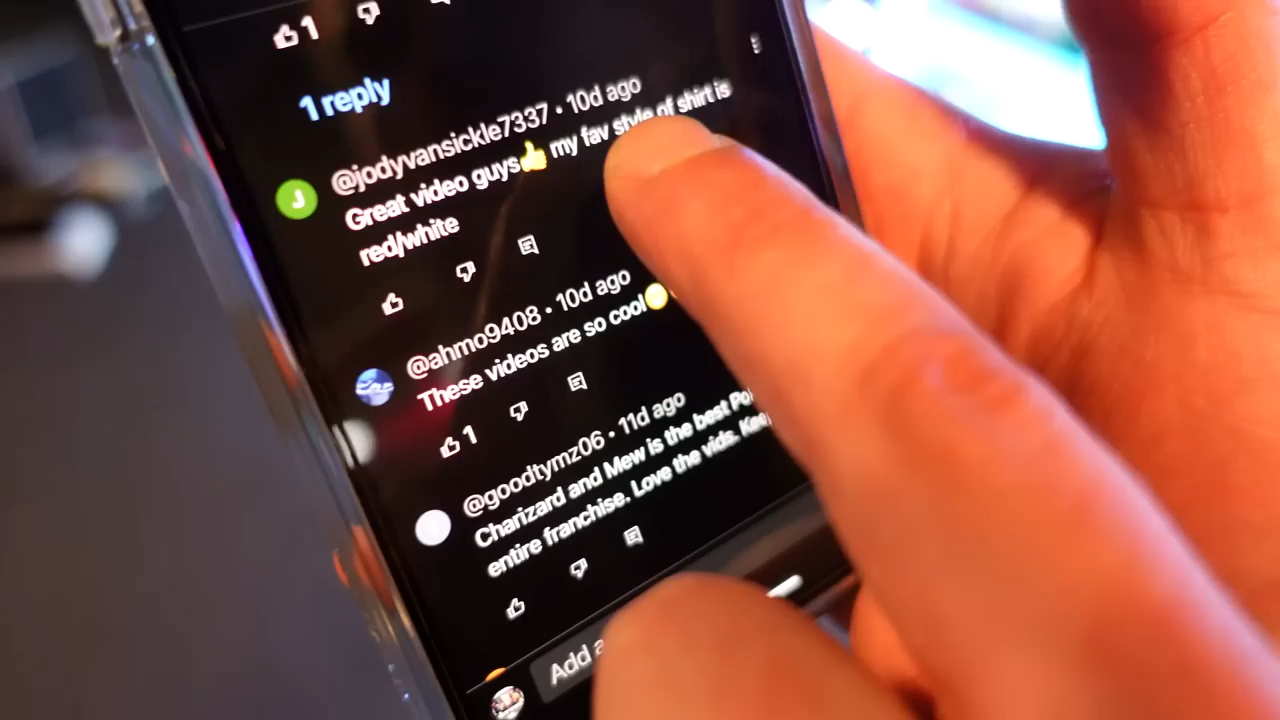 1
1 reply
@jodyvansickle7337 • 10d ago
Great video guys👍 my fav style of shirt is
red/white
J
@ahmo9408 • 10d ago
These videos are so cool
1
@goodtymz06 • 11d ago
Charizard and Mew is the best
entire franchise. Love the vids.
Add